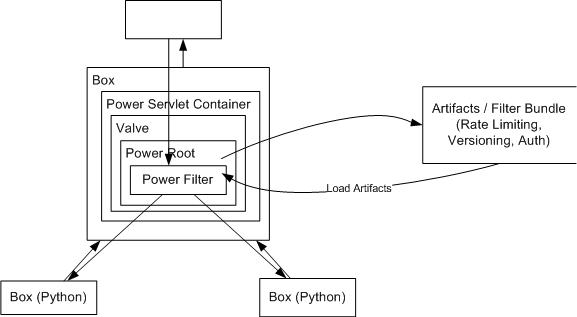 Box
Power Servlet Container
Valve
Power Root
Power Filter
Artifacts / Filter Bundle
(Rate Limiting,
Versioning, Auth)
Load Artifacts
Box (Python)
Box (Python)